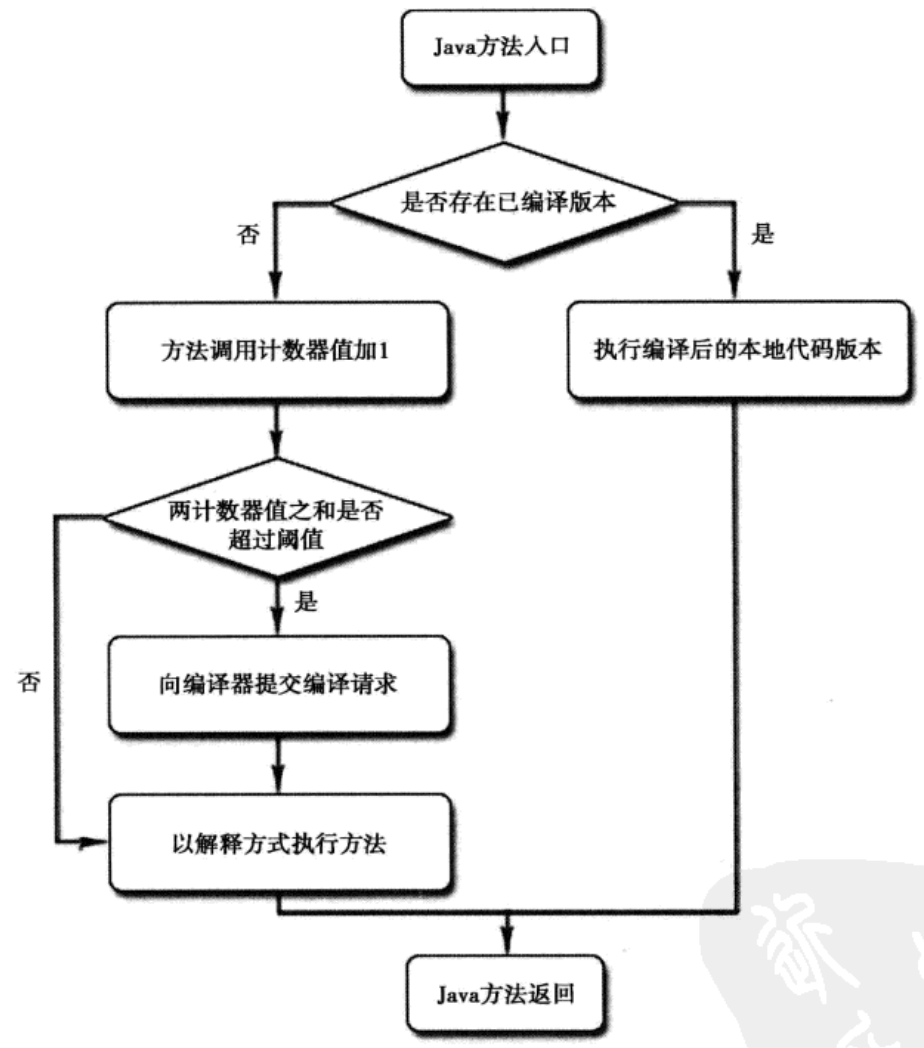 Java方法入口
是否存在已编译版本
否
是
方法调用计数器值加1
执行编译后的本地代码版本
两计数器值之和是否
超过阈值
是
否
向编译器提交编译请求
以解释方式执行方法
Java方法返回